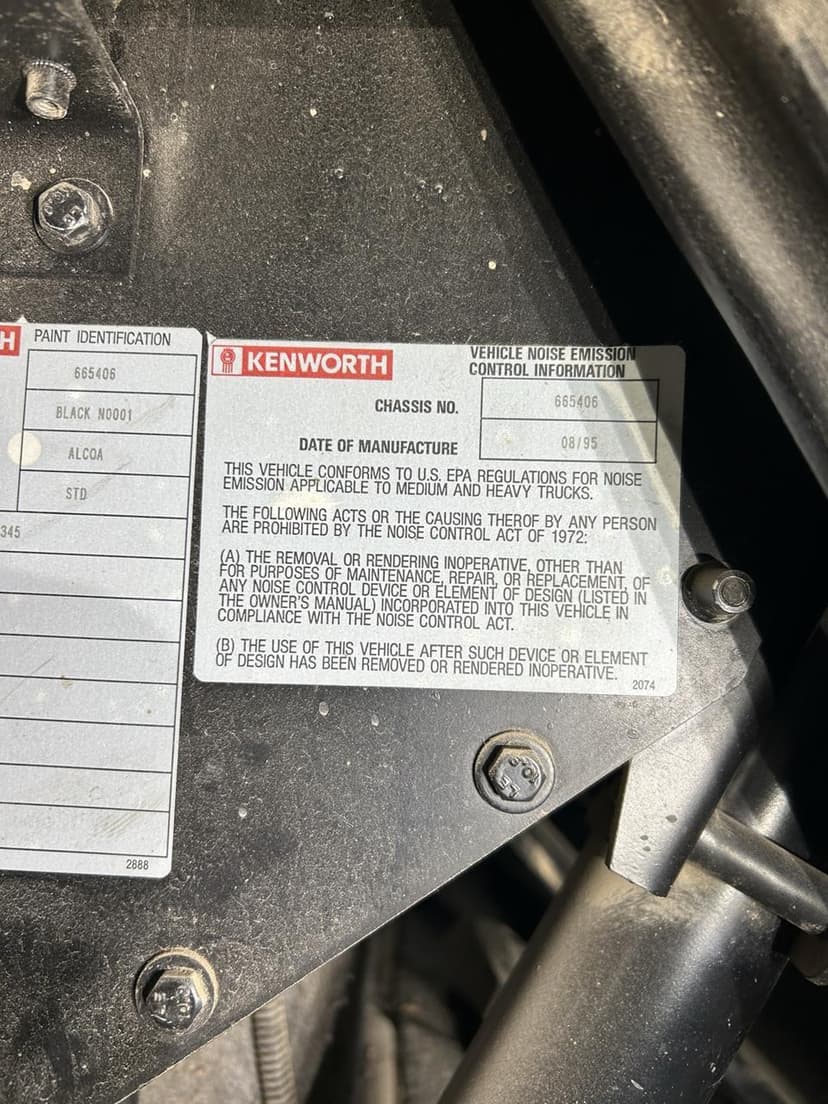 H PAINT IDENTIFICATION
665406
BLACK N0001
ALCOA
STD
345
2888
KENWORTH
VEHICLE NOISE EMISSION
CONTROL INFORMATION
CHASSIS NO. 665406
DATE OF MANUFACTURE 08/95
THIS VEHICLE CONFORMS TO U.S. EPA REGULATIONS FOR NOISE
EMISSION APPLICABLE TO MEDIUM AND HEAVY TRUCKS.
THE FOLLOWING ACTS OR THE CAUSING THEROF BY ANY PERSON
ARE PROHIBITED BY THE NOISE CONTROL ACT OF 1972:
(A) THE REMOVAL OR RENDERING INOPERATIVE, OTHER THAN
FOR PURPOSES OF MAINTENANCE, REPAIR, OR REPLACEMENT, OF
ANY NOISE CONTROL DEVICE OR ELEMENT OF DESIGN (LISTED IN
THE OWNER'S MANUAL) INCORPORATED INTO THIS VEHICLE IN
COMPLIANCE WITH THE NOISE CONTROL ACT.
(B) THE USE OF THIS VEHICLE AFTER SUCH DEVICE OR ELEMENT
OF DESIGN HAS BEEN REMOVED OR RENDERED INOPERATIVE.
2074